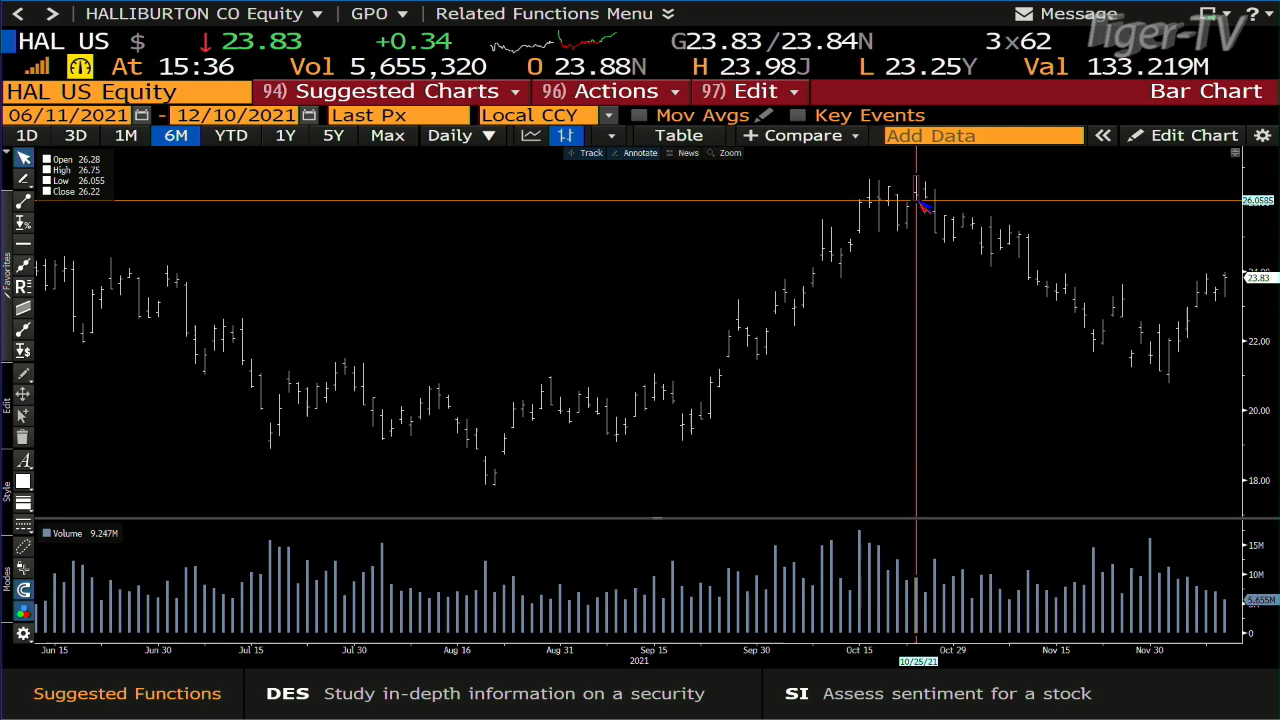 HALLIBURTON CO Equity GPO Related Functions Menu Message ?
Tiger-TV
HAL US $ 23.83 +0.34 G23.83/23.84N 3x62
At 15:36 Vol 5,655,320 O 23.88N H 23.98J L 23.25Y Val 133.219M
HAL US Equity 94) Suggested Charts 96) Actions 97) Edit Bar Chart
06/11/2021 - 12/10/2021 Last Px Local CCY Mov Avgs Key Events
1D 3D 1M 6M YTD 1Y 5Y Max Daily Table + Compare Add Data Edit Chart
Track Annotate News Zoom
Open 26.28
High 26.75
Low 26.055
Close 26.22
26.0585
24.00
23.83
22.00
20.00
18.00
Favorites
Edit
Style
Modes
Volume 9.247M
15M
10M
5.655M
0
Jun 15 Jun 30 Jul 15 Jul 30 Aug 16 Aug 31 Sep 15 Sep 30 Oct 15 Oct 29 Nov 15 Nov 30
2021 10/25/21
Suggested Functions DES Study in-depth information on a security SI Assess sentiment for a stock